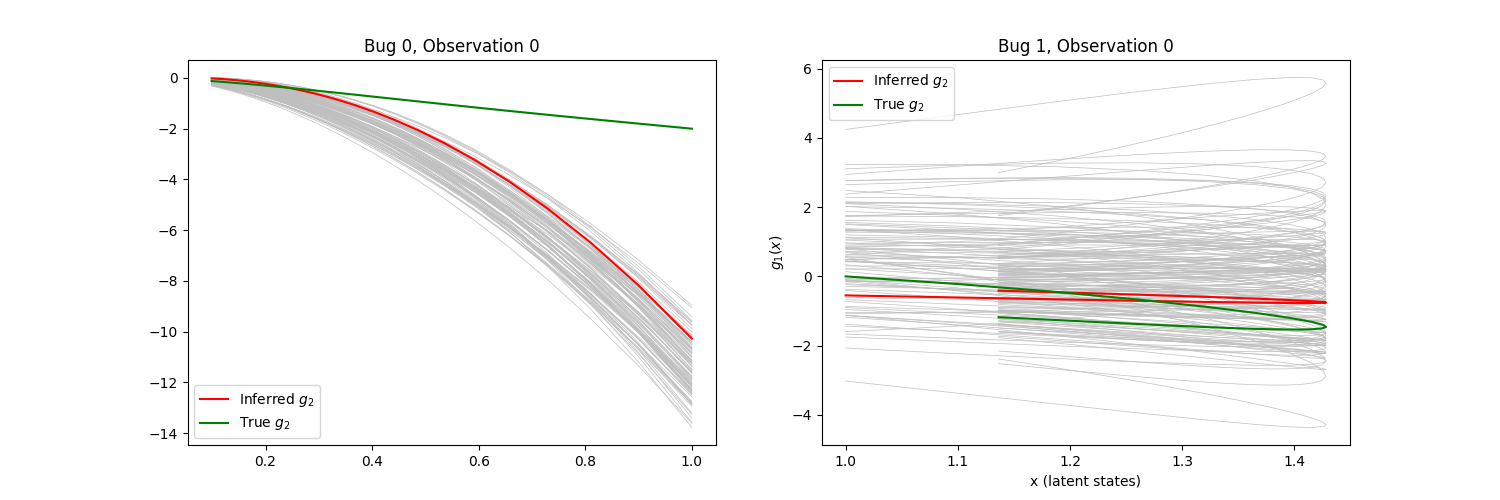 Bug 0, Observation 0
0
−2
−4
−6
−8
−10
−12
−14
Inferred g₂
True g₂
0.2 0.4 0.6 0.8 1.0
Bug 1, Observation 0
Inferred g₂
True g₂
6
4
2
0
−2
−4
g₁(x)
1.0 1.1 1.2 1.3 1.4
x (latent states)